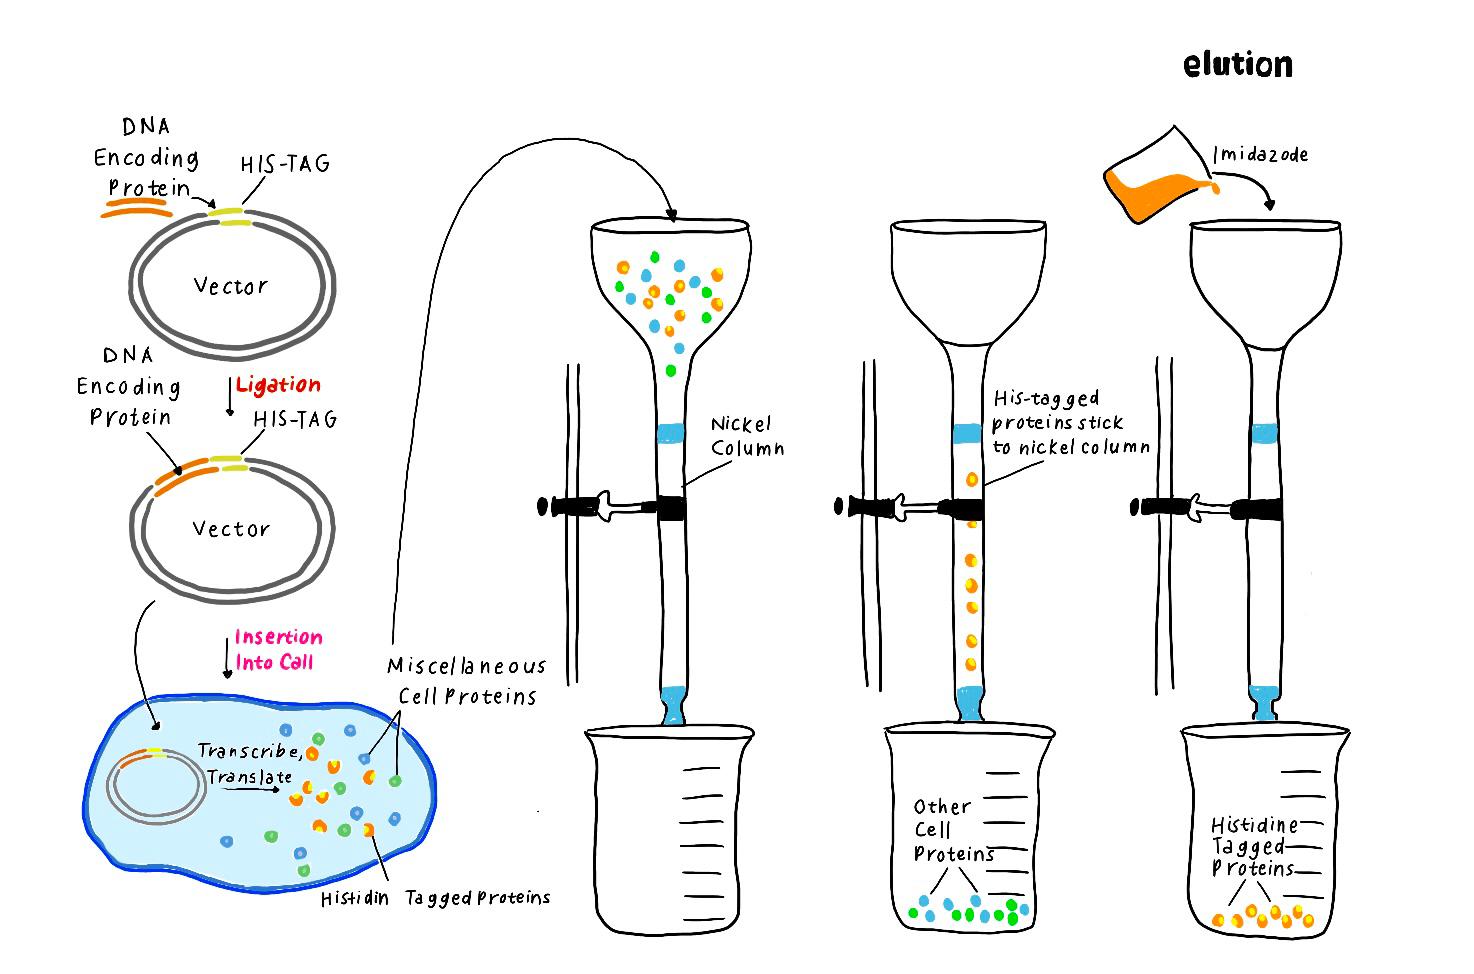 elution
DNA
Encoding
Protein
HIS-TAG
Vector
Ligation
DNA
Encoding
Protein
HIS-TAG
Vector
Insertion
Into Call
Transcribe,
Translate
Miscellaneous
Cell Proteins
Histidin Tagged Proteins
Nickel
Column
His-tagged
proteins stick
to nickel column
Other
Cell
Proteins
Imidazode
Histidine
Tagged
Proteins